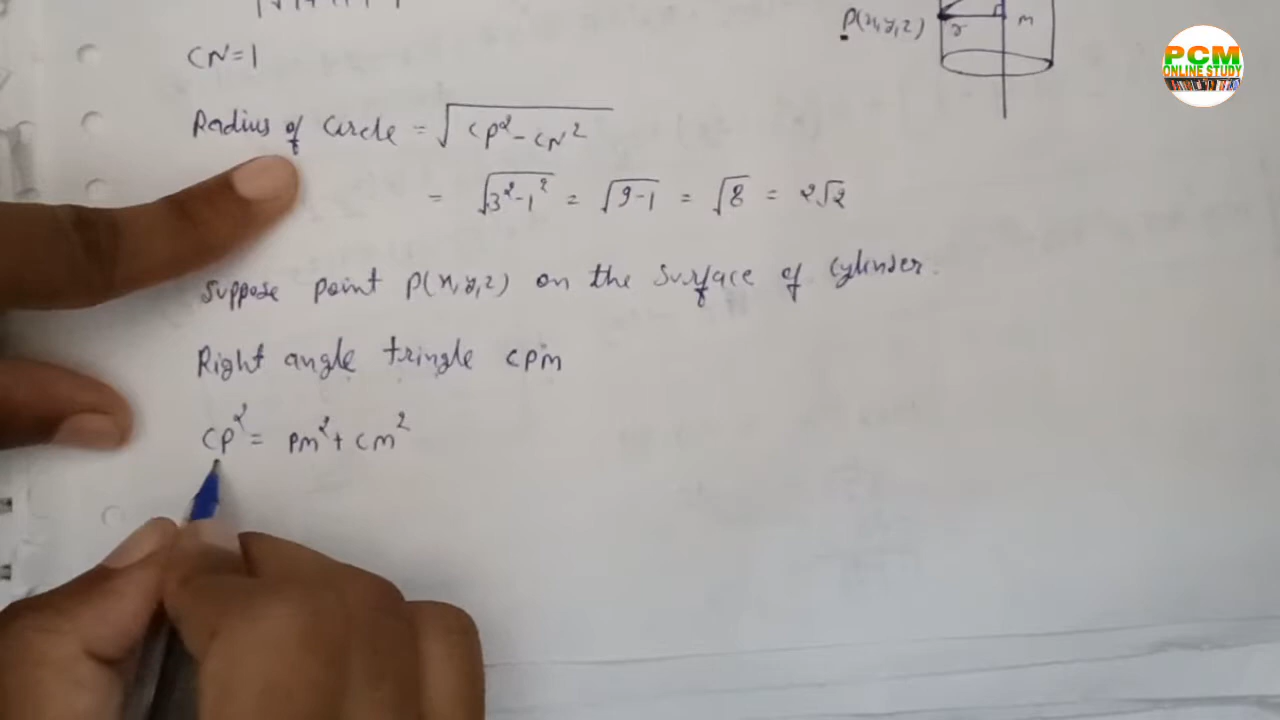 P(x,y,z) r m
PCM
ONLINE STUDY
CN=1
Radius of circle = √CP²-CN²
= √3²-1² = √9-1 = √8 = 2√2
Suppose point P(x,y,z) on the surface of cylinder.
Right angle tringle CPM
CP² = PM²+CM²